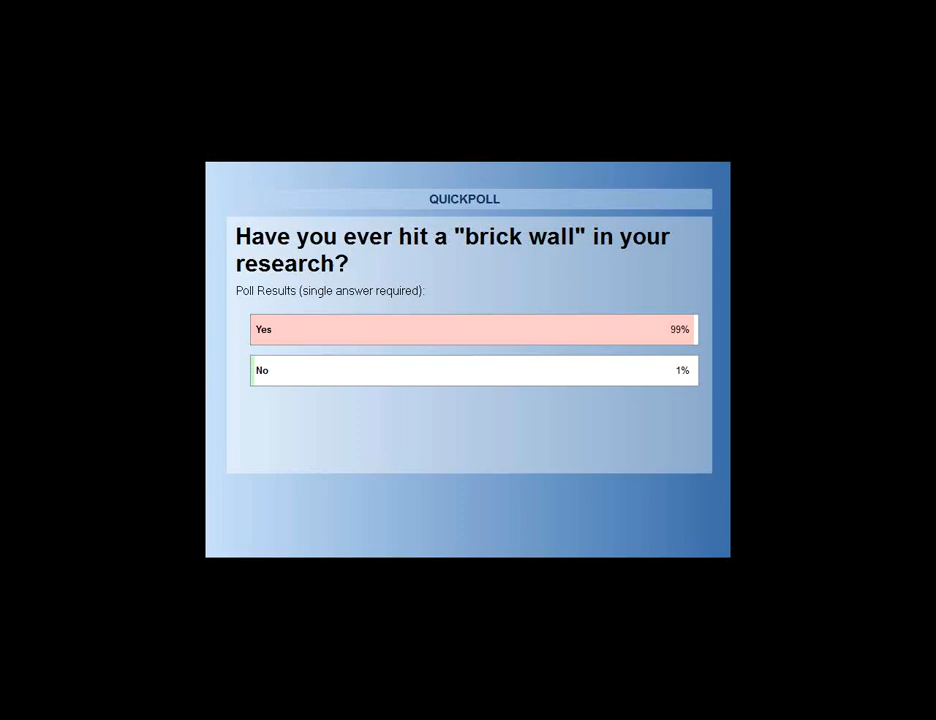 QUICKPOLL
Have you ever hit a "brick wall" in your
research?
Poll Results (single answer required):
Yes 99%
No 1%